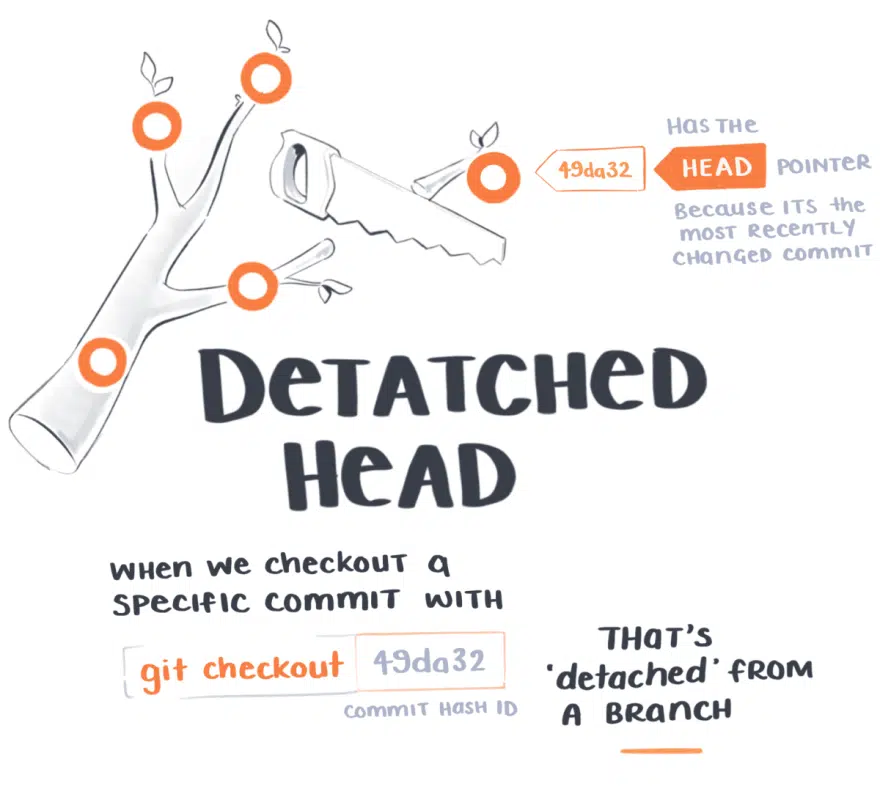 Has THe
49da32
HEAD
POINTeR
Because ITS the
most RecenTLY
CHangeD commIT
DeTATCHeD
HeAD
WHen we checkouT a
SPecIfIC commIT WITH
git checkout 49da32
commIT HasH ID
THaT's
'detached' fROM
A BRancH